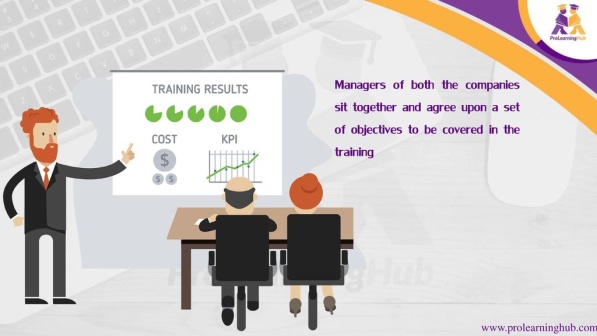 ProLearningHub
TRAINING RESULTS
COST
KPI
$
$ $
Managers of both the companies
sit together and agree upon a set
of objectives to be covered in the
training
ProLearningHub
www.prolearninghub.com